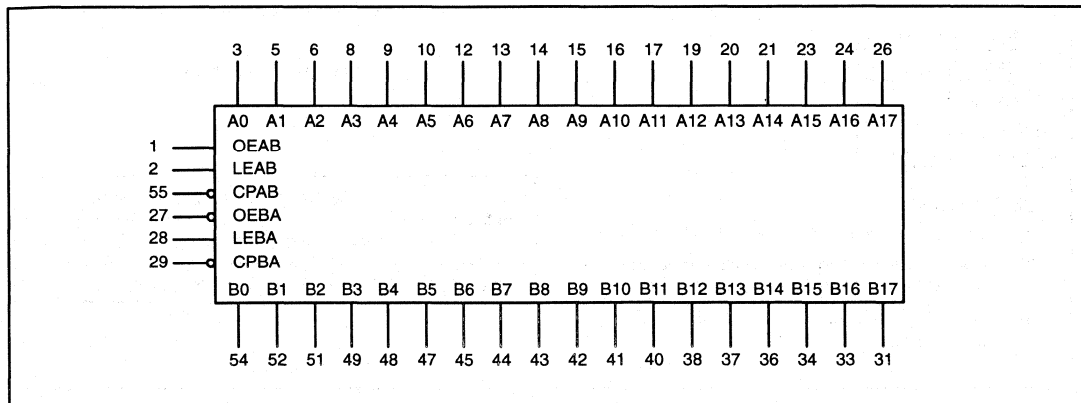 3 5 6 8 9 10 12 13 14 15 16 17 19 20 21 23 24 26
A0 A1 A2 A3 A4 A5 A6 A7 A8 A9 A10 A11 A12 A13 A14 A15 A16 A17
1 OEAB
2 LEAB
55 CPAB
27 OEBA
28 LEBA
29 CPBA
B0 B1 B2 B3 B4 B5 B6 B7 B8 B9 B10 B11 B12 B13 B14 B15 B16 B17
54 52 51 49 48 47 45 44 43 42 41 40 38 37 36 34 33 31